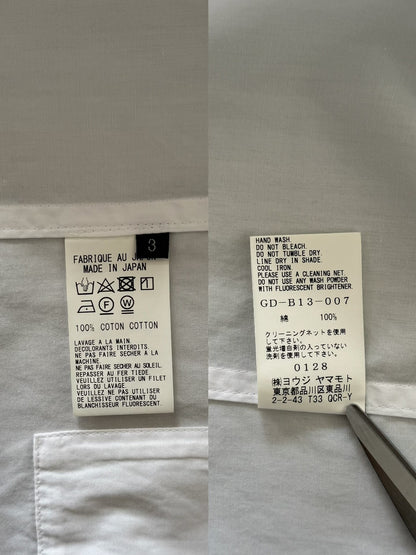 3
FABRIQUE AU JAPON
MADE IN JAPAN
100% COTON COTTON
LAVAGE A LA MAIN
DECOLORANTS INTERDITS.
NE PAS FAIRE SECHER A LA
MACHINE
NE PAS FAIRE SECHER AU SOLEIL.
REPASSER AU FER TIEDE
VEUILLEZ UTILISER UN FILET
LORS DU LAVAGE.
VEUILLEZ NE PAS UTILISER
DE LESSIVE CONTENANT DU
BLANCHISSEUR FLUORESCENT.
HAND WASH.
DO NOT BLEACH.
DO NOT TUMBLE DRY.
LINE DRY IN SHADE.
COOL IRON.
PLEASE USE A CLEANING NET.
DO NOT USE ANY WASH POWDER
WITH FLUORESCENT BRIGHTENER.
GD-B13-007
綿 100%
クリーニングネットを使用
して下さい。
蛍光増白剤の入っていない
洗剤を使用して下さい。
0128
㈱ヨウジ ヤマモト
東京都品川区東品川
2-2-43 T33 QCR-Y